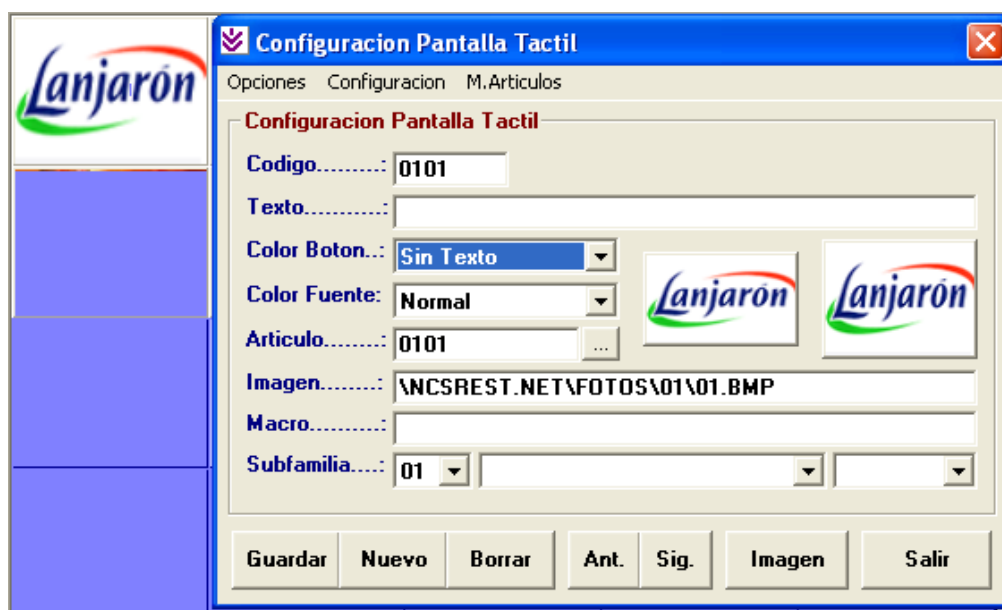 Lanjarón
Configuracion Pantalla Tactil
Opciones Configuracion M.Articulos
Configuracion Pantalla Tactil
Codigo.........: 0101
Texto...........:
Color Boton..: Sin Texto
Color Fuente: Normal
Lanjarón Lanjarón
Articulo........: 0101 ...
Imagen........: \NCSREST.NET\FOTOS\01\01.BMP
Macro..........:
Subfamilia....: 01
Guardar Nuevo Borrar Ant. Sig. Imagen Salir